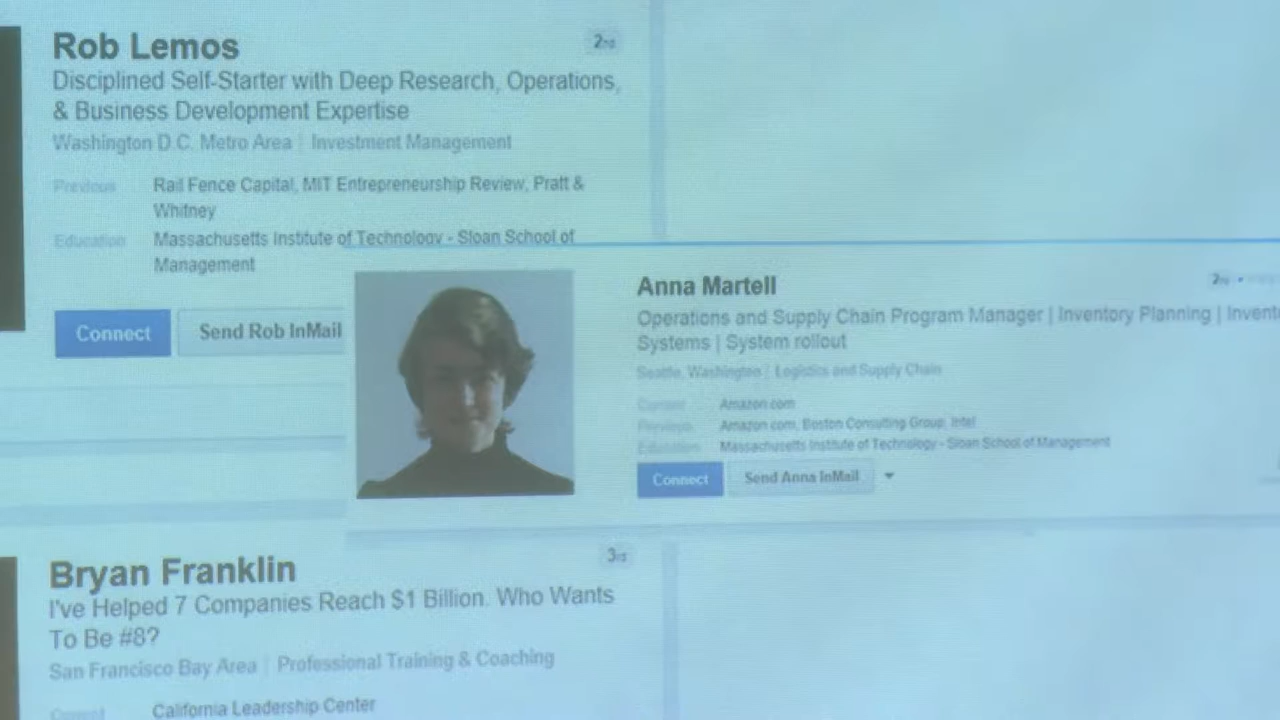 Rob Lemos
2nd
Disciplined Self-Starter with Deep Research, Operations,
& Business Development Expertise
Washington D.C. Metro Area | Investment Management
Previous Rail Fence Capital, MIT Entrepreneurship Review, Pratt &
Whitney
Education Massachusetts Institute of Technology - Sloan School of
Management
Connect Send Rob InMail
Anna Martell
2nd
Operations and Supply Chain Program Manager | Inventory Planning | Invent
Systems | System rollout
Seattle, Washington | Logistics and Supply Chain
Current Amazon.com
Previous Amazon.com, Boston Consulting Group, Intel
Education Massachusetts Institute of Technology - Sloan School of Management
Connect Send Anna InMail
Bryan Franklin
3rd
I've Helped 7 Companies Reach $1 Billion. Who Wants
To Be #8?
San Francisco Bay Area | Professional Training & Coaching
Current California Leadership Center